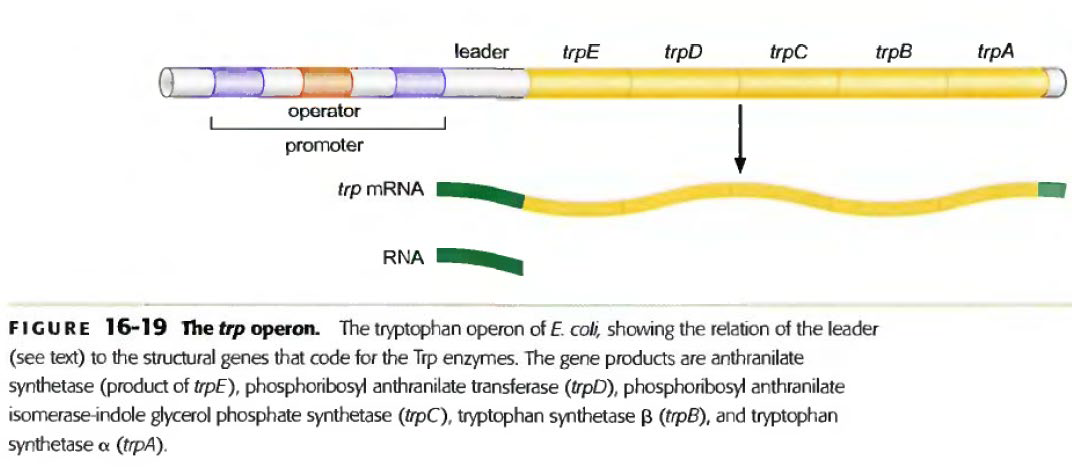 leader trpE trpD trpC trpB trpA
operator
promoter
trp mRNA
RNA
FIGURE 16-19 The trp operon. The tryptophan operon of E. coli, showing the relation of the leader
(see text) to the structural genes that code for the Trp enzymes. The gene products are anthranilate
synthetase (product of trpE), phosphoribosyl anthranilate transferase (trpD), phosphoribosyl anthranilate
isomerase-indole glycerol phosphate synthetase (trpC), tryptophan synthetase β (trpB), and tryptophan
synthetase α (trpA).